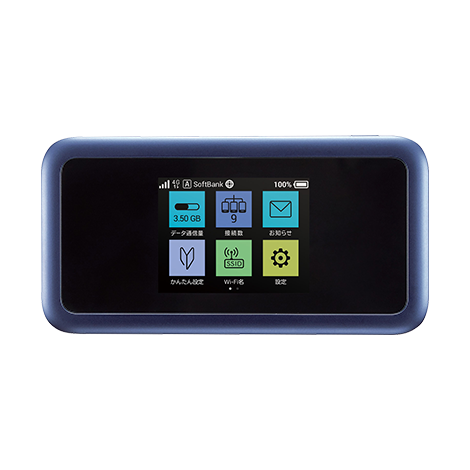 4G A SoftBank 100%
3.50 GB
9
データ通信量 接続数 お知らせ
SSID
かんたん設定 Wi-Fi名 設定